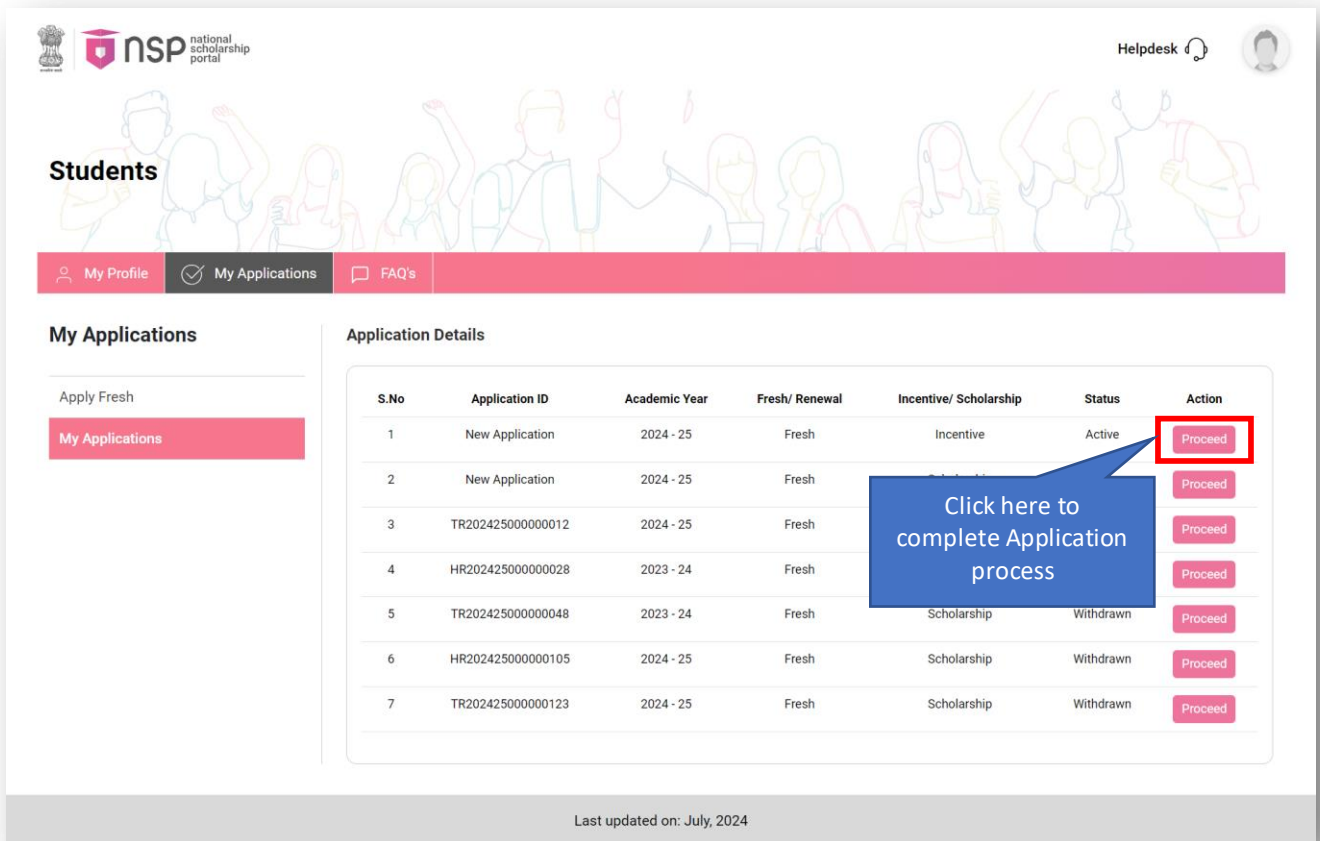 nsp national
scholarship
portal
Helpdesk
Students
My Profile My Applications FAQ's
My Applications
Apply Fresh
My Applications
Application Details
S.No Application ID Academic Year Fresh/ Renewal Incentive/ Scholarship Status Action
1 New Application 2024 - 25 Fresh Incentive Active Proceed
2 New Application 2024 - 25 Fresh Proceed
3 TR202425000000012 2024 - 25 Fresh Proceed
4 HR202425000000028 2023 - 24 Fresh Proceed
5 TR202425000000048 2023 - 24 Fresh Scholarship Withdrawn Proceed
6 HR202425000000105 2024 - 25 Fresh Scholarship Withdrawn Proceed
7 TR202425000000123 2024 - 25 Fresh Scholarship Withdrawn Proceed
Click here to
complete Application
process
Last updated on: July, 2024